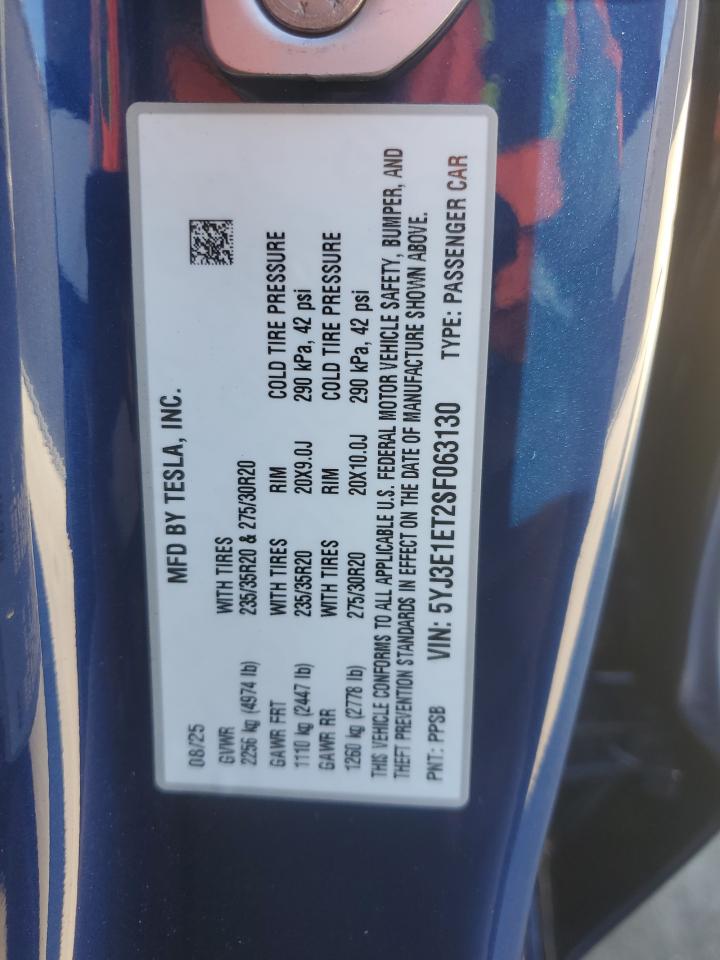 MFD BY TESLA, INC.
08/25
GVWR WITH TIRES
2256 kg (4974 lb) 235/35R20 & 275/30R20
GAWR FRT WITH TIRES RIM COLD TIRE PRESSURE
1110 kg (2447 lb) 235/35R20 20X9.0J 290 kPa, 42 psi
GAWR RR WITH TIRES RIM COLD TIRE PRESSURE
1260 kg (2778 lb) 275/30R20 20X10.0J 290 kPa, 42 psi
THIS VEHICLE CONFORMS TO ALL APPLICABLE U.S. FEDERAL MOTOR VEHICLE SAFETY, BUMPER, AND
THEFT PREVENTION STANDARDS IN EFFECT ON THE DATE OF MANUFACTURE SHOWN ABOVE.
PNT: PPSB VIN: 5YJ3E1ET2SF063130 TYPE: PASSENGER CAR